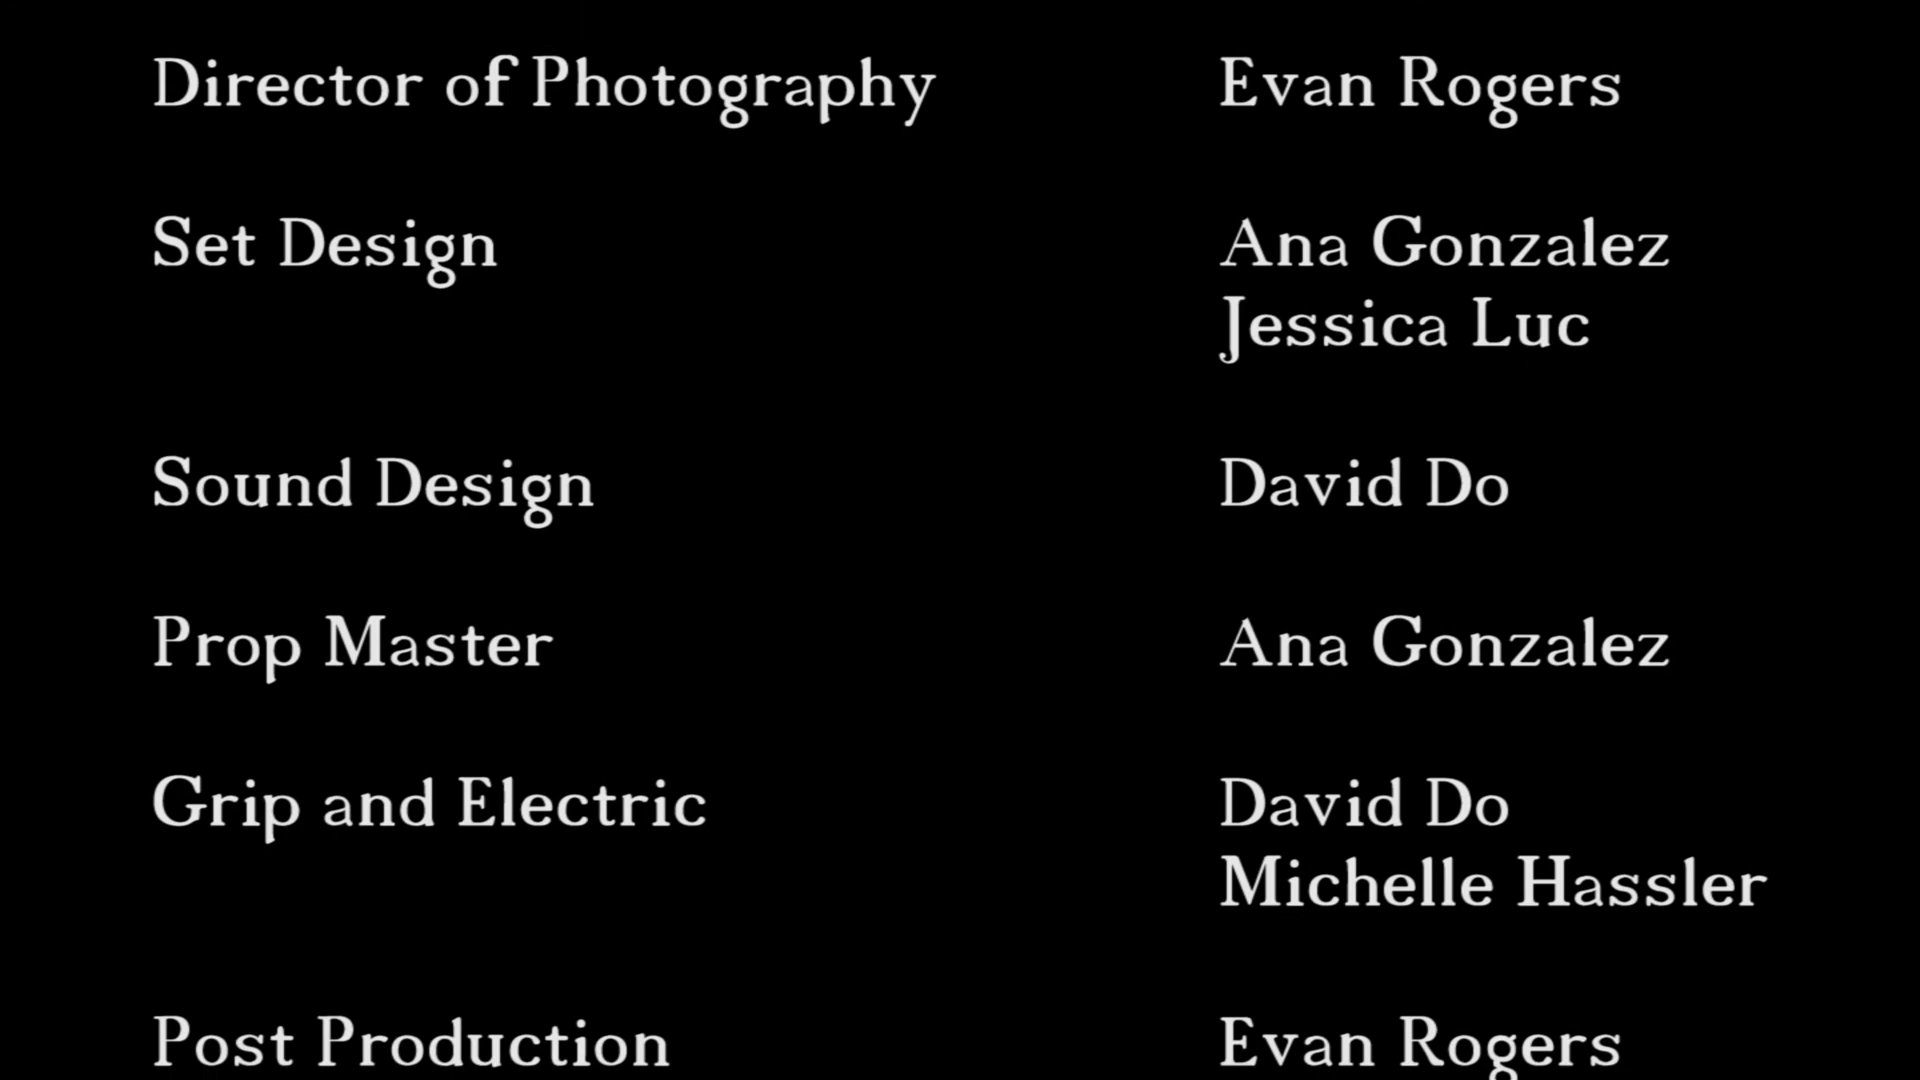 Director of Photography Evan Rogers
Set Design Ana Gonzalez
Jessica Luc
Sound Design David Do
Prop Master Ana Gonzalez
Grip and Electric David Do
Michelle Hassler
Post Production Evan Rogers